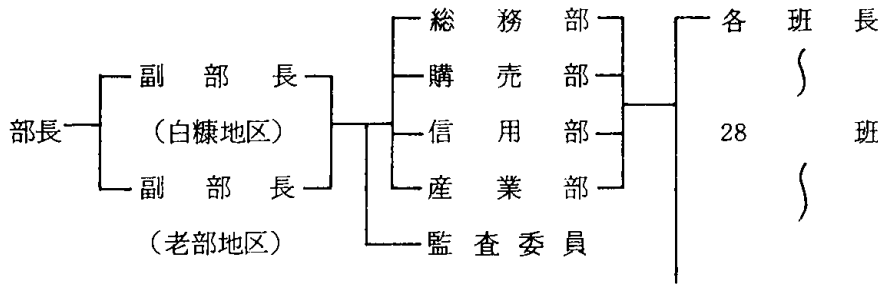 総務部 各班長
副部長 購売部
部長 (白糠地区) 信用部 28班
副部長 産業部
(老部地区) 監査委員